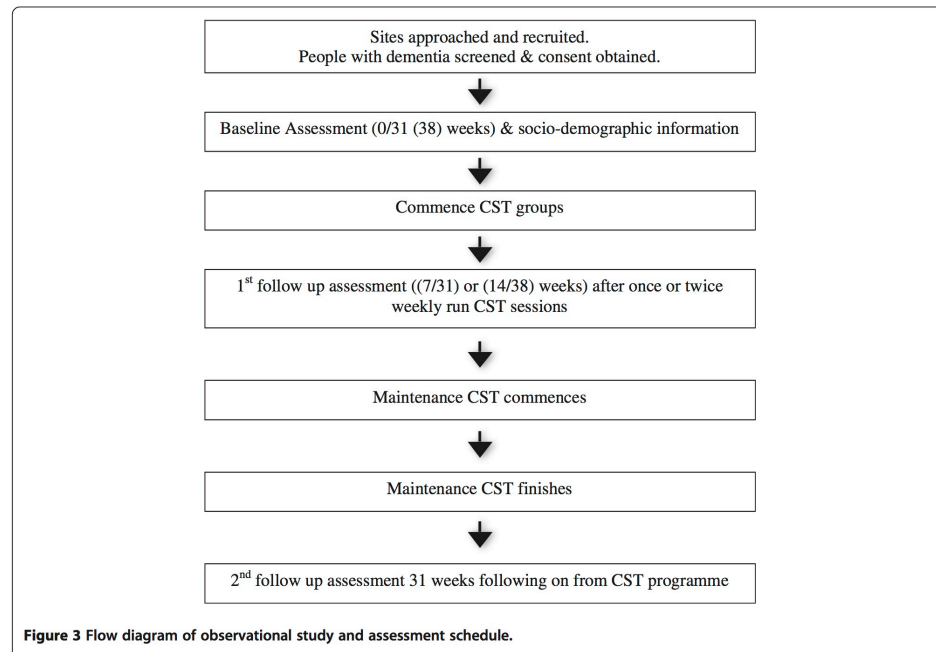 Sites approached and recruited.
People with dementia screened & consent obtained.
Baseline Assessment (0/31 (38) weeks) & socio-demographic information
Commence CST groups
1st follow up assessment ((7/31) or (14/38) weeks) after once or twice
weekly run CST sessions
Maintenance CST commences
Maintenance CST finishes
2nd follow up assessment 31 weeks following on from CST programme
Figure 3 Flow diagram of observational study and assessment schedule.